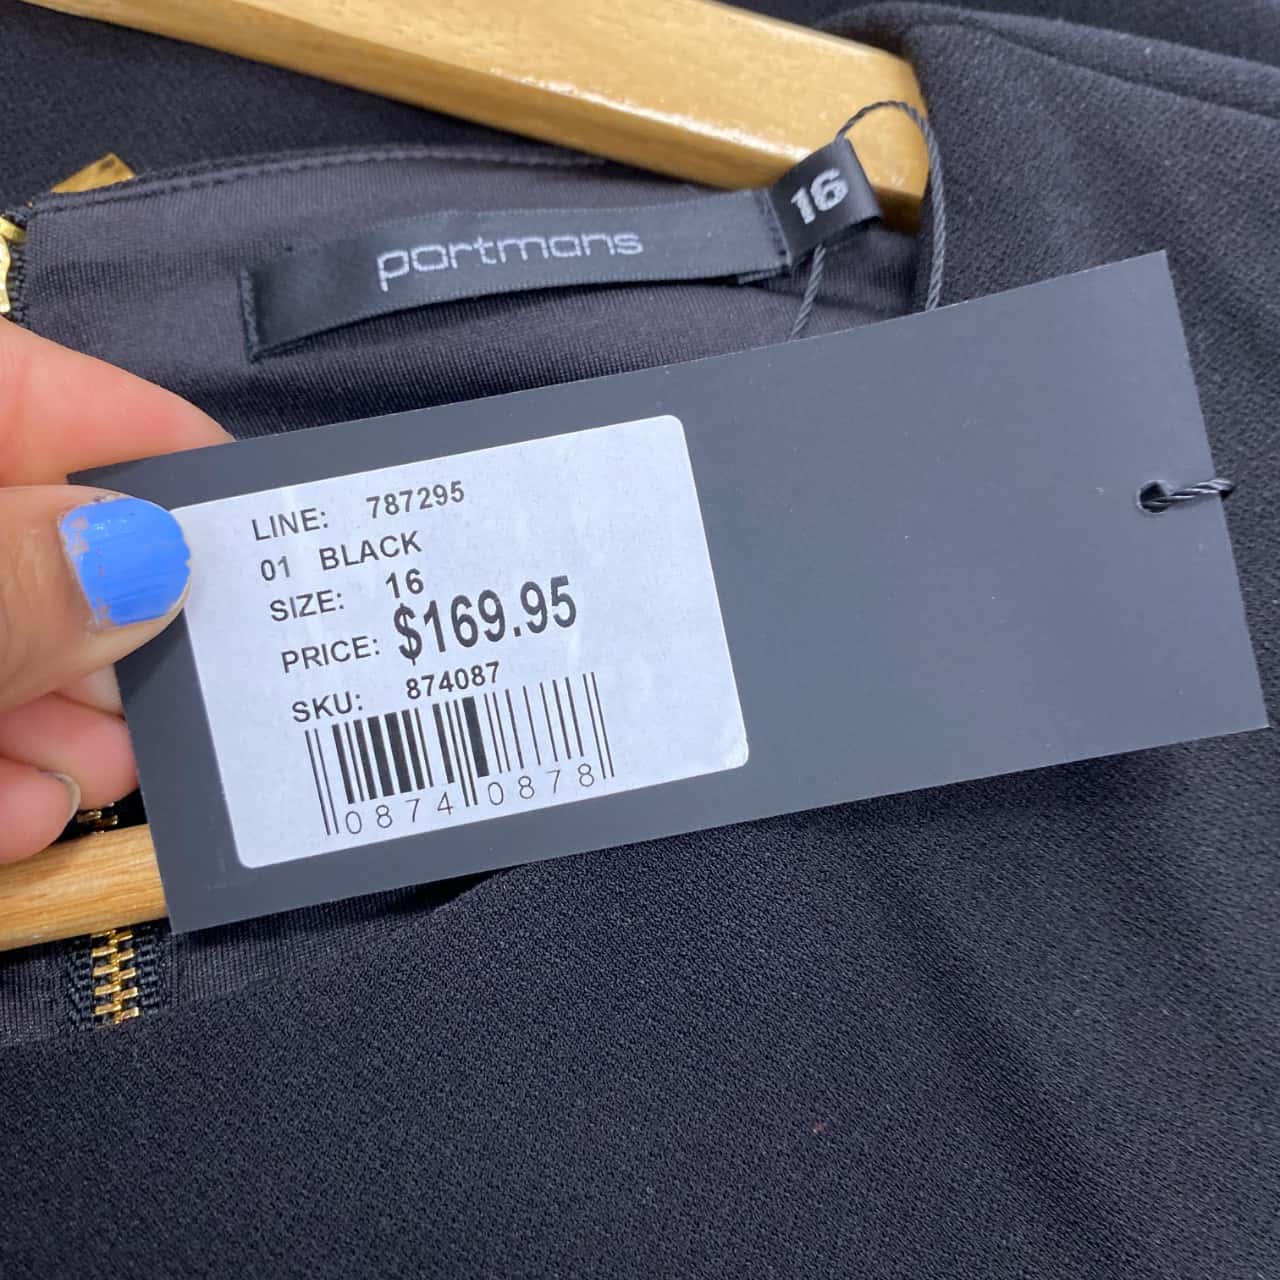 portmans
16
LINE: 787295
01 BLACK
SIZE: 16
PRICE: $169.95
SKU: 874087
0874 0878